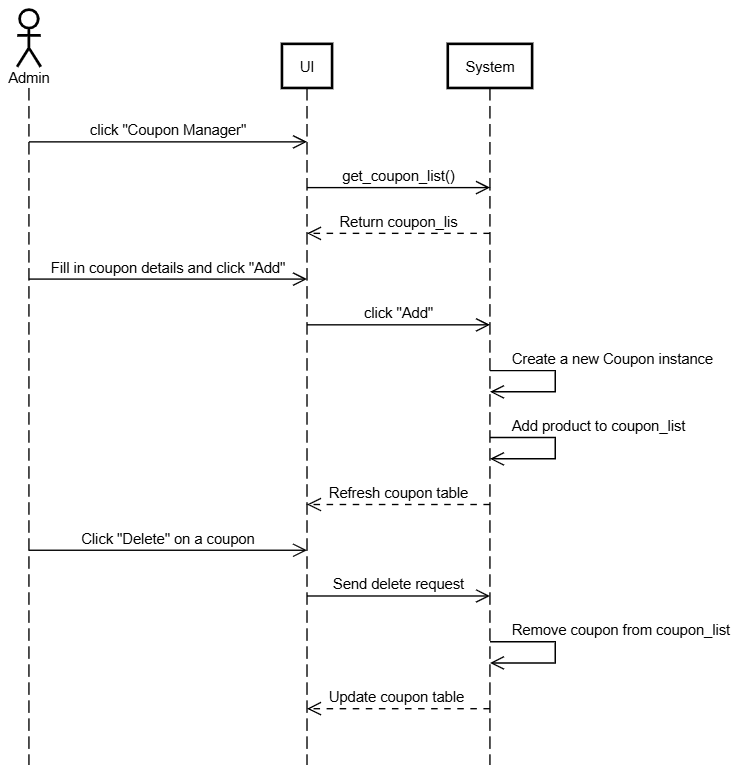 Admin
UI
System
click "Coupon Manager"
get_coupon_list()
Return coupon_lis
Fill in coupon details and click "Add"
click "Add"
Create a new Coupon instance
Add product to coupon_list
Refresh coupon table
Click "Delete" on a coupon
Send delete request
Remove coupon from coupon_list
Update coupon table